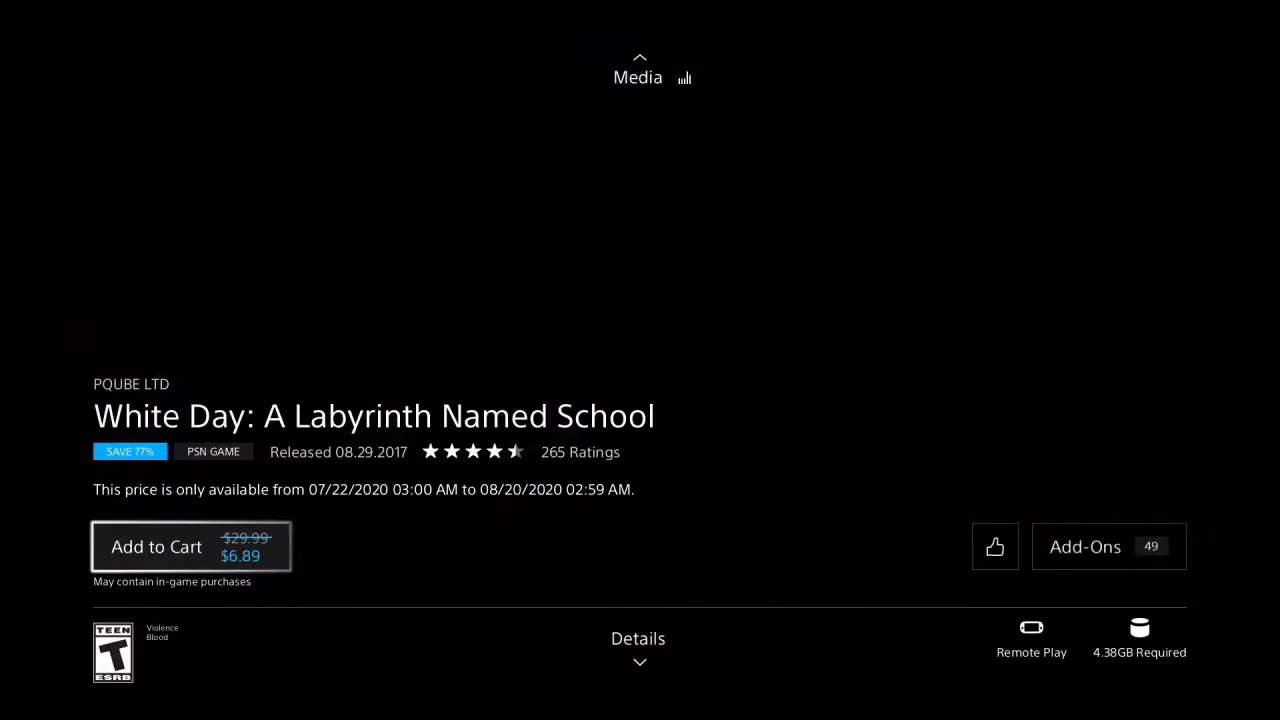 Media
PQUBE LTD
White Day: A Labyrinth Named School
SAVE 77% PSN GAME Released 08.29.2017 265 Ratings
This price is only available from 07/22/2020 03:00 AM to 08/20/2020 02:59 AM.
Add to Cart $29.99 $6.89
Add-Ons 49
May contain in-game purchases
TEEN
T
ESRB
Violence
Blood
Details
Remote Play
4.38GB Required